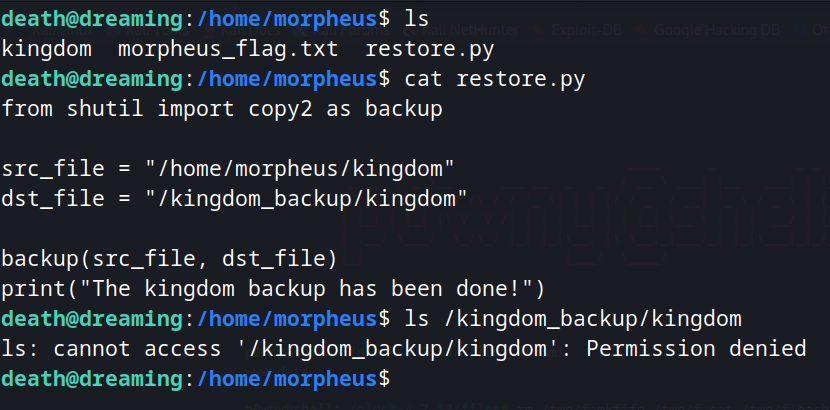 death@dreaming:/home/morpheus$ ls
kingdom  morpheus_flag.txt  restore.py
death@dreaming:/home/morpheus$ cat restore.py
from shutil import copy2 as backup

src_file = "/home/morpheus/kingdom"
dst_file = "/kingdom_backup/kingdom"

backup(src_file, dst_file)
print("The kingdom backup has been done!")
death@dreaming:/home/morpheus$ ls /kingdom_backup/kingdom
ls: cannot access '/kingdom_backup/kingdom': Permission denied
death@dreaming:/home/morpheus$